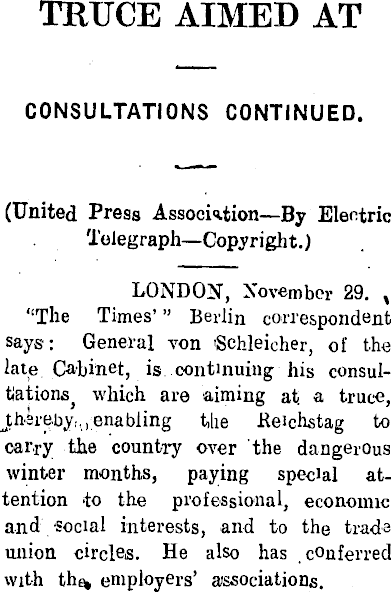 TRUCE AIMED AT
CONSULTATIONS CONTINUED.
(United Press Association—By Electric
Telegraph—Copyright.)
LONDON, November 29.
"The Times'" Berlin correspondent
says: General von Schleicher, of the
late Cabinet, is continuing his consul-
tations, which are aiming at a truce,
thereby enabling the Reichstag to
carry the country over the dangerous
winter months, paying special at-
tention to the professional, economic
and social interests, and to the trade
union circles. He also has conferred
with the employers' associations.